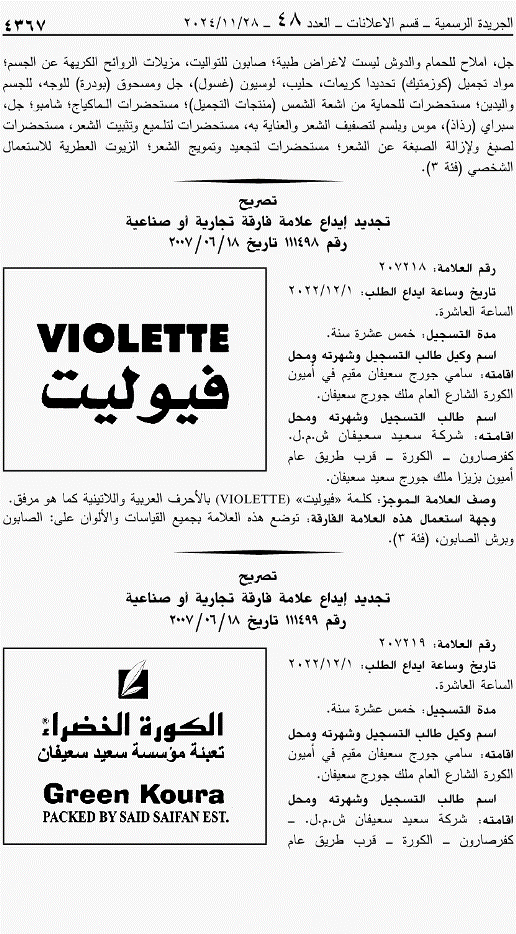 الجريدة الرسمية ــ قسم الاعلانات ــ العدد ٤٨ ــ ٢٠٢٤/١١/٢٨
٤٣٦٧
جل، املاح للحمام والدوش ليست لاغراض طبية؛ صابون للتواليت، مزيلات الروائح الكريهة عن الجسم؛
مواد تجميل (كوزمتيك) تحديدا كريمات، حليب، لوسيون (غسول)، جل ومسحوق (بودرة) للوجه، للجسم
واليدين؛ مستحضرات للحماية من اشعة الشمس (منتجات التجميل)؛ مستحضرات الماكياج؛ شامبو؛ جل،
سبراي (رذاذ)، موس وبلسم لتصفيف الشعر والعناية به، مستحضرات لتلميع وتثبيت الشعر، مستحضرات
لصبغ ولإزالة الصبغة عن الشعر؛ مستحضرات لتجعيد وتمويج الشعر؛ الزيوت العطرية للاستعمال
الشخصي (فئة ٣).
تصريح
تجديد إيداع علامة فارقة تجارية أو صناعية
رقم ١١١٤٩٨ تاريخ ٢٠٠٧/٠٦/١٨
رقم العلامة: ٢٠٧٢١٨
تاريخ وساعة ايداع الطلب: ٢٠٢٢/١٢/١
الساعة العاشرة.
مدة التسجيل: خمس عشرة سنة.
اسم وكيل طالب التسجيل وشهرته ومحل
اقامته: سامي جورج سعيفان مقيم في أميون
الكورة الشارع العام ملك جورج سعيفان.
اسم طالب التسجيل وشهرته ومحل
اقامته: شركة سعيد سعيفان ش.م.ل.
كفرصارون ــ الكورة ــ قرب طريق عام
أميون بزيزا ملك جورج سعيد سعيفان.
VIOLETTE
فيوليت
وصف العلامة الموجز: كلمة «فيوليت» (VIOLETTE) بالأحرف العربية واللاتينية كما هو مرفق.
وجهة استعمال هذه العلامة الفارقة: توضع هذه العلامة بجميع القياسات والألوان على: الصابون
وبرش الصابون، (فئة ٣).
تصريح
تجديد إيداع علامة فارقة تجارية أو صناعية
رقم ١١١٤٩٩ تاريخ ٢٠٠٧/٠٦/١٨
رقم العلامة: ٢٠٧٢١٩
تاريخ وساعة ايداع الطلب: ٢٠٢٢/١٢/١
الساعة العاشرة.
مدة التسجيل: خمس عشرة سنة.
اسم وكيل طالب التسجيل وشهرته ومحل
اقامته: سامي جورج سعيفان مقيم في أميون
الكورة الشارع العام ملك جورج سعيفان.
اسم طالب التسجيل وشهرته ومحل
اقامته: شركة سعيد سعيفان ش.م.ل. ــ
كفرصارون ــ الكورة ــ قرب طريق عام
الكورة الخضراء®
تعبئة مؤسسة سعيد سعيفان
Green Koura
PACKED BY SAID SAIFAN EST.